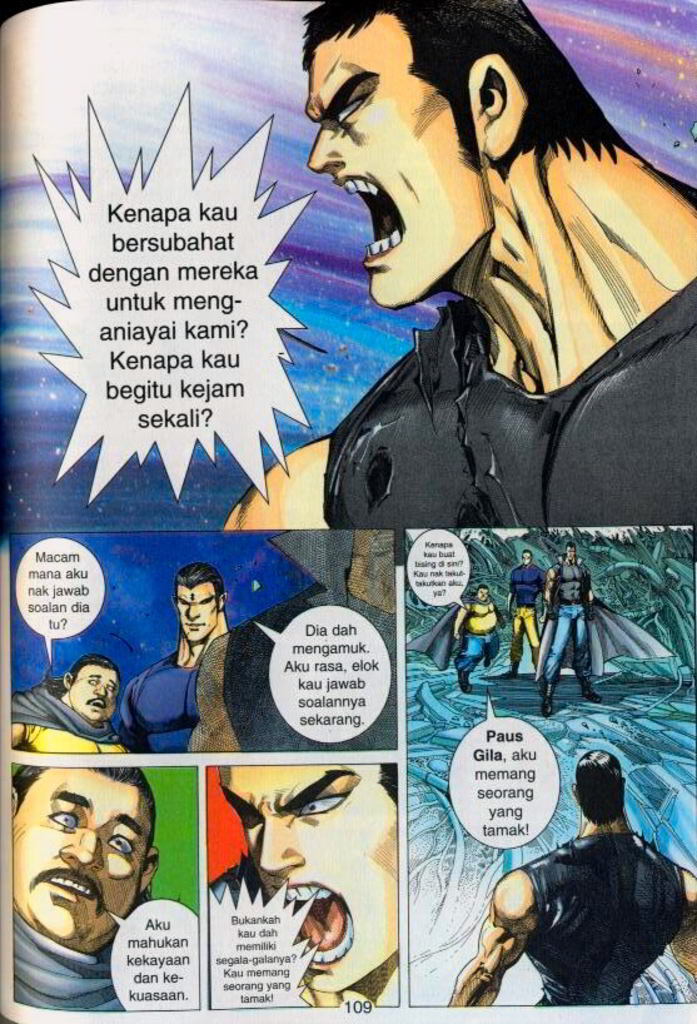 Kenapa kau
bersubahat
dengan mereka
untuk meng-
aniayai kami?
Kenapa kau
begitu kejam
sekali?
Macam
mana aku
nak jawab
soalan dia
tu?
Dia dah
mengamuk.
Aku rasa, elok
kau jawab
soalannya
sekarang.
Kenapa
kau buat
bising di sini?
Kau nak takut-
takutkan aku,
ya?
Paus
Gila, aku
memang
seorang
yang
tamak!
Aku
mahukan
kekayaan
dan ke-
kuasaan.
Bukankah
kau dah
memiliki
segala-galanya?
Kau memang
seorang yang
tamak!
109